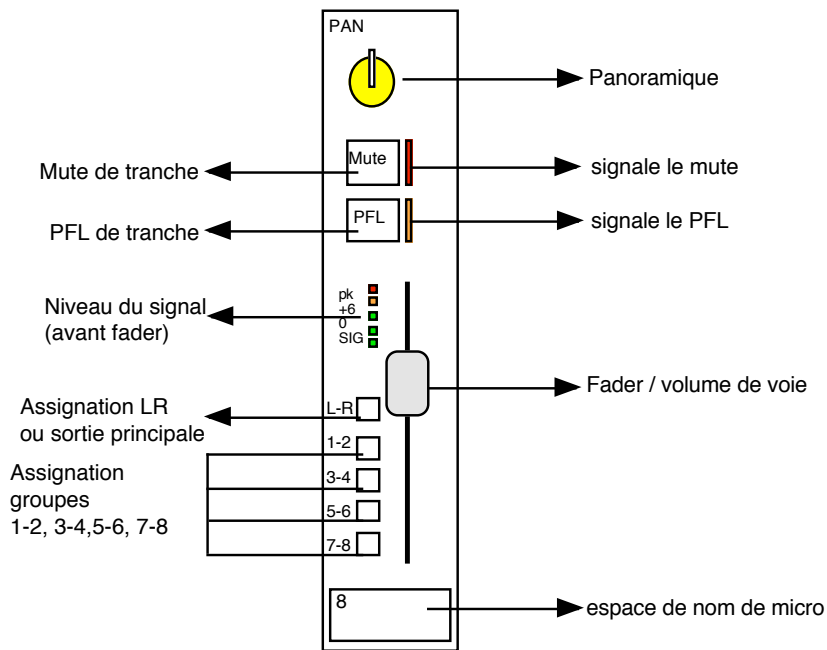 PAN
Panoramique
Mute
Mute de tranche
signale le mute
PFL
PFL de tranche
signale le PFL
Niveau du signal
(avant fader)
pk
+6
0
SIG
Fader / volume de voie
Assignation LR
ou sortie principale
L-R
1-2
Assignation
groupes
1-2, 3-4,5-6, 7-8
3-4
5-6
7-8
8
espace de nom de micro